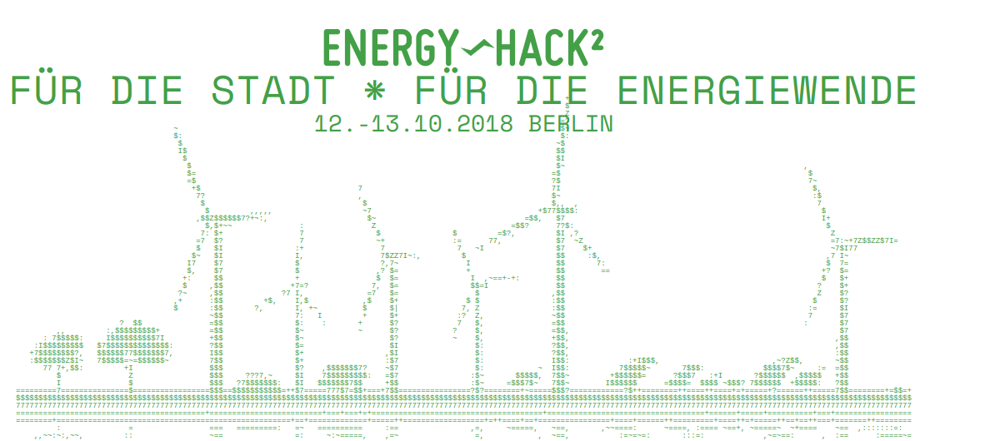 ENERGY HACK²
FÜR DIE STADT * FÜR DIE ENERGIEWENDE
12.-13.10.2018 BERLIN